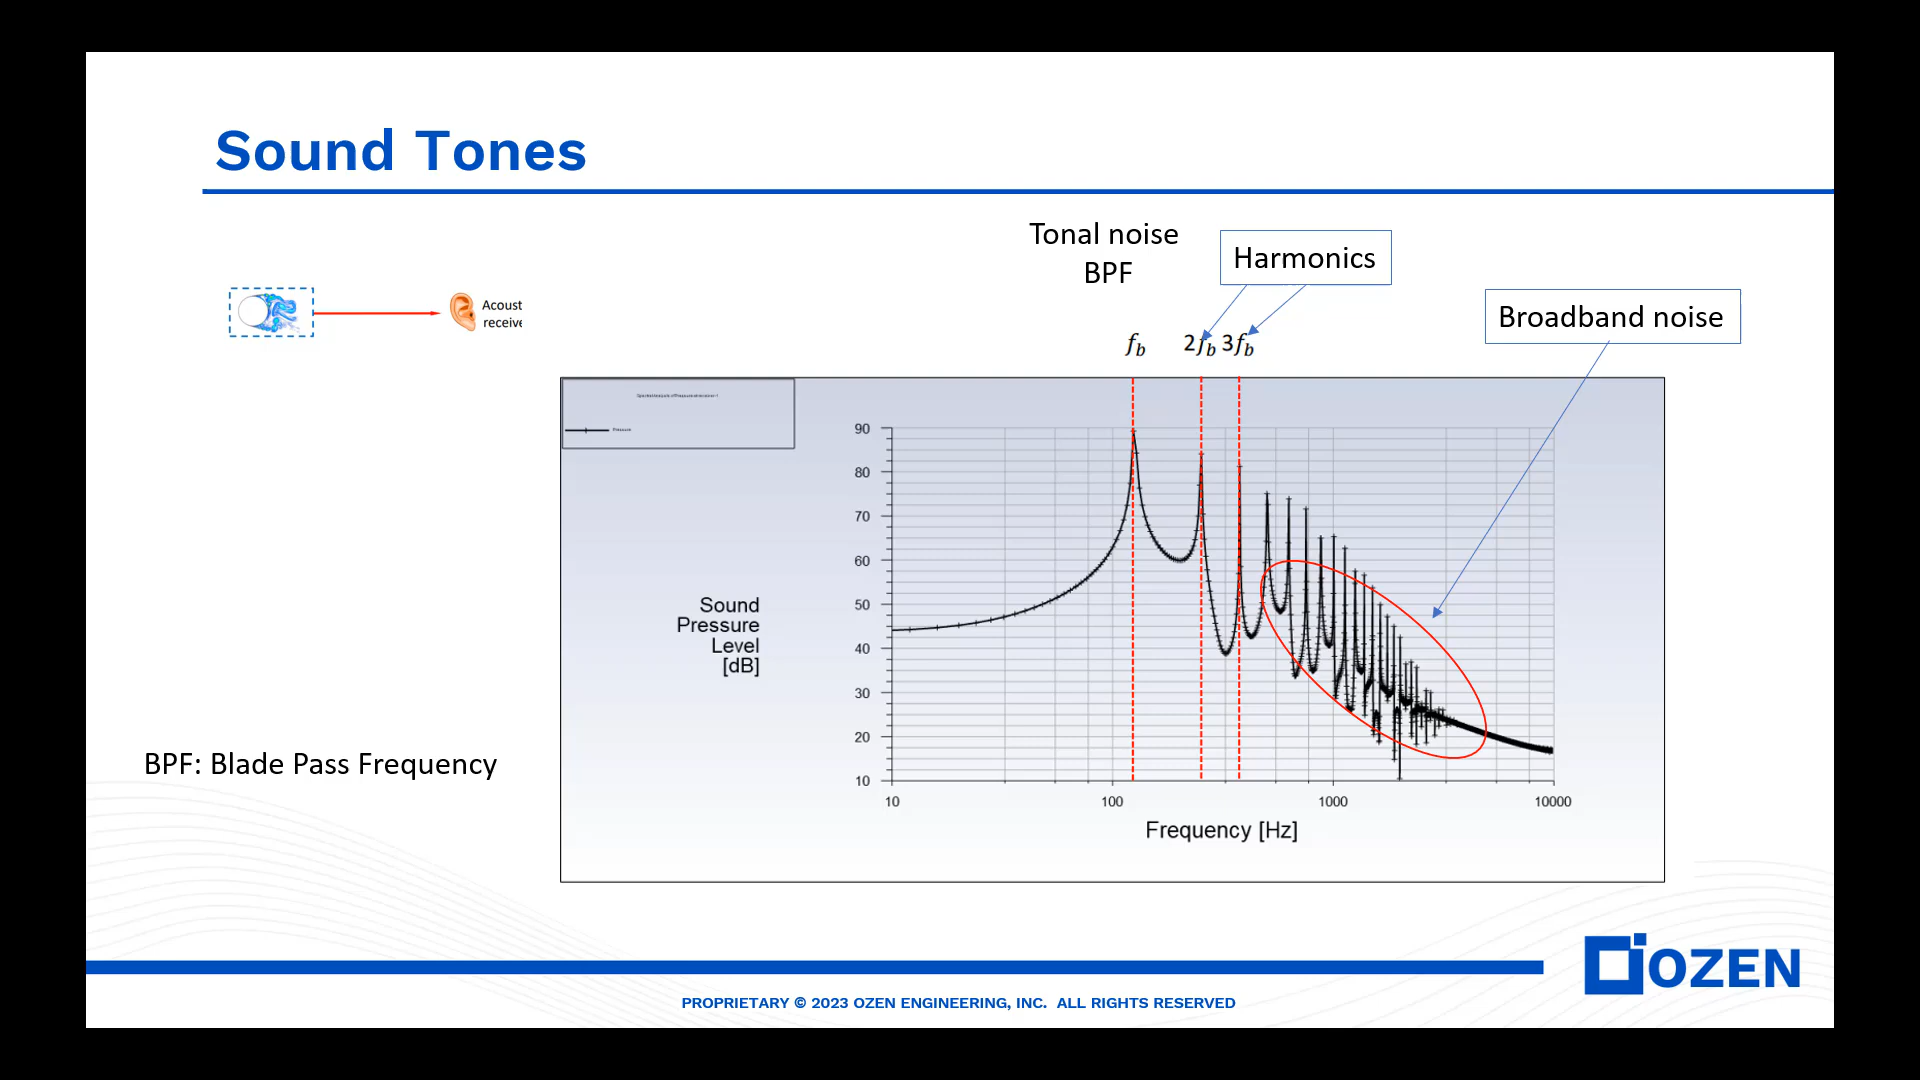 Sound Tones
Tonal noise
BPF
Harmonics
Broadband noise
Acoust
receive
f_b
2f_b 3f_b
Pressure
90
80
70
60
50
40
30
20
10
Sound
Pressure
Level
[dB]
10 100 1000 10000
Frequency [Hz]
BPF: Blade Pass Frequency
OZEN
PROPRIETARY © 2023 OZEN ENGINEERING, INC. ALL RIGHTS RESERVED